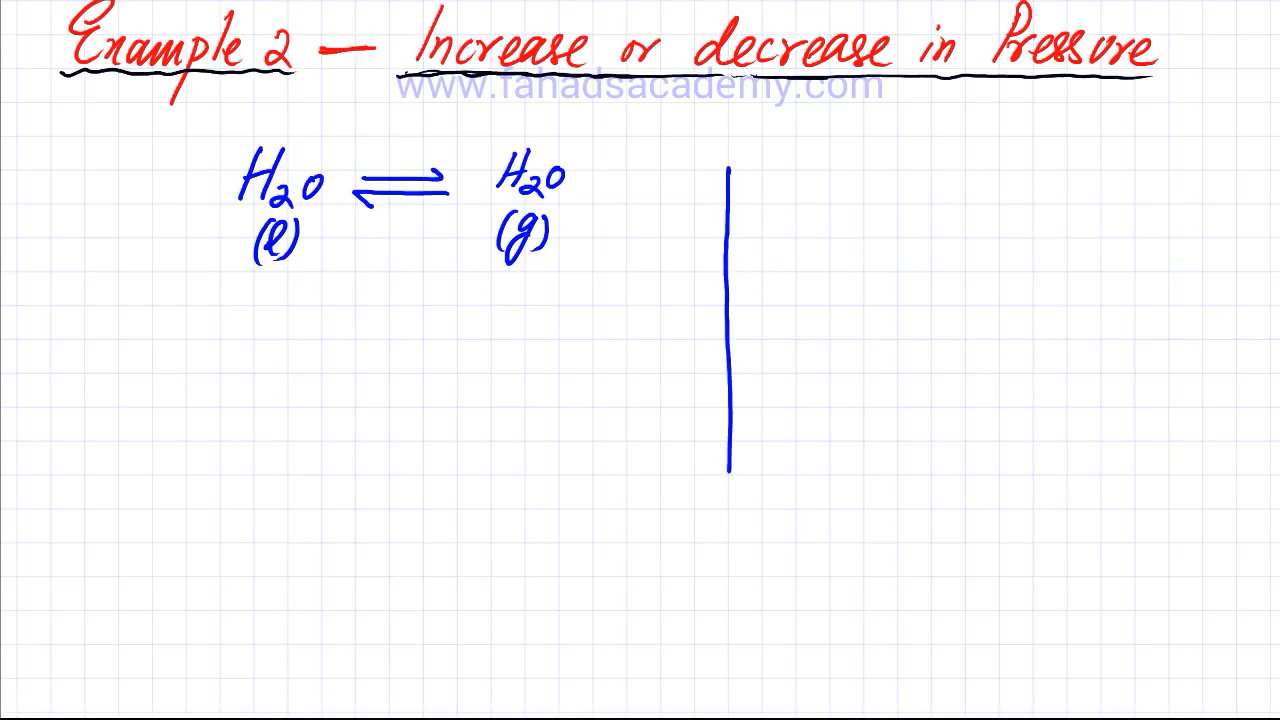 Example 2 — Increase or decrease in Pressure
www.fahadsacademy.com
H₂O ⇌ H₂O
(l) (g)